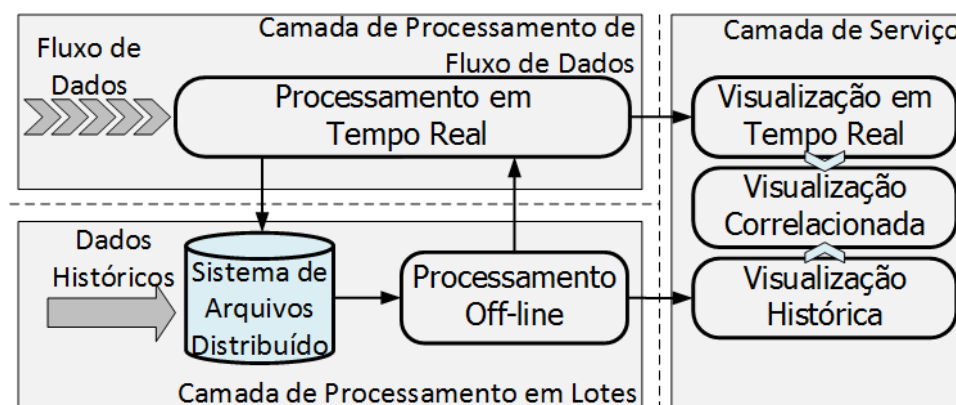 Camada de Processamento de
Fluxo de Dados
Fluxo de
Dados
Processamento em
Tempo Real
Camada de Serviço
Visualização em
Tempo Real
Visualização
Correlacionada
Visualização
Histórica
Dados
Históricos
Sistema de
Arquivos
Distribuído
Processamento
Off-line
Camada de Processamento em Lotes